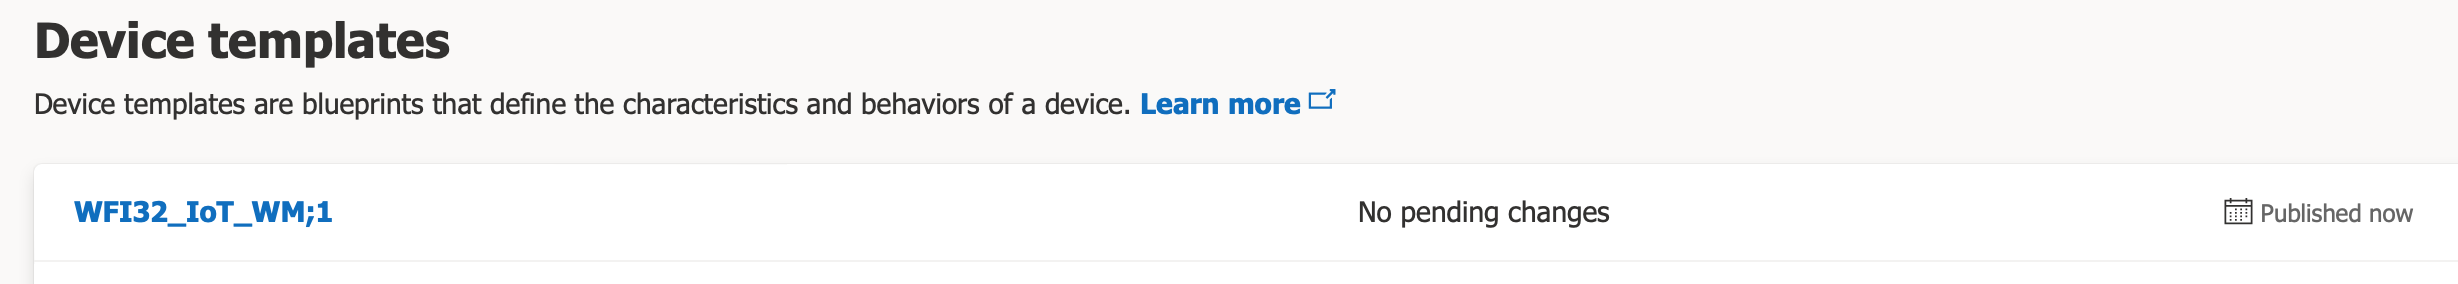 Device templates
Device templates are blueprints that define the characteristics and behaviors of a device. Learn more
WFI32_IoT_WM;1 No pending changes Published now